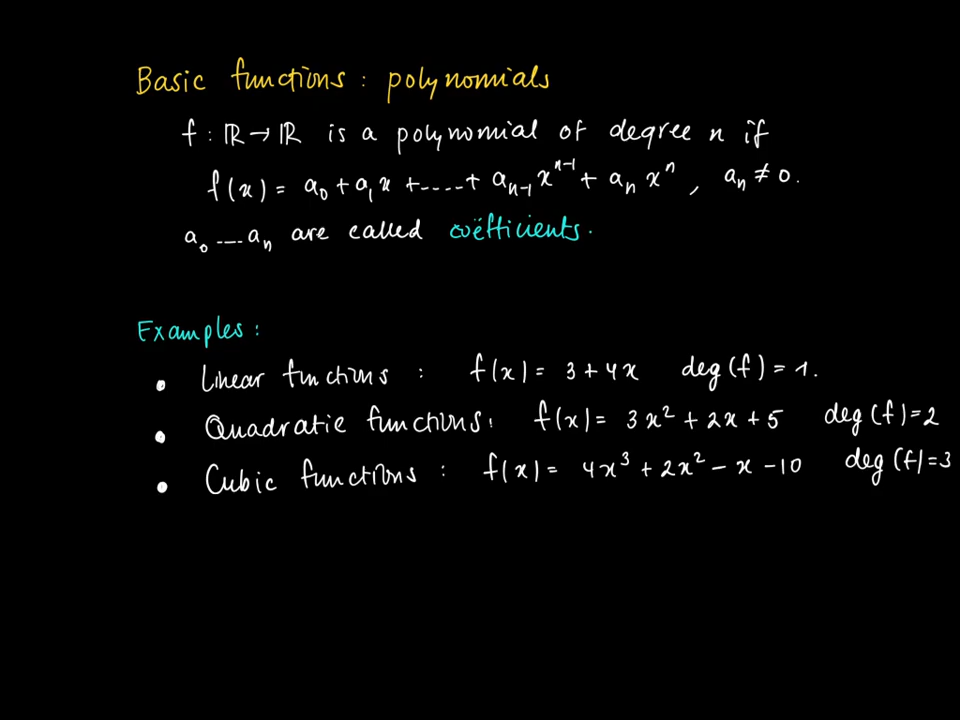 Basic functions: polynomials
f: ℝ → ℝ is a polynomial of degree n if
f(x) = a₀ + a₁x + ..... + aₙ₋₁xⁿ⁻¹ + aₙxⁿ, aₙ ≠ 0.
a₀ ... aₙ are called coëfficients.
Examples:
• Linear functions: f(x) = 3 + 4x deg(f) = 1.
• Quadratic functions: f(x) = 3x² + 2x + 5 deg(f) = 2
• Cubic functions: f(x) = 4x³ + 2x² - x - 10 deg(f) = 3